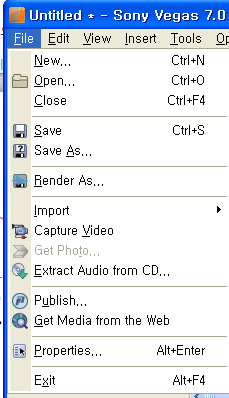 Untitled * - Sony Vegas 7.0
File Edit View Insert Tools O
New... Ctrl+N
Open... Ctrl+O
Close Ctrl+F4
Save Ctrl+S
Save As...
Render As...
Import
Capture Video
Get Photo...
Extract Audio from CD...
Publish...
Get Media from the Web
Properties... Alt+Enter
Exit Alt+F4